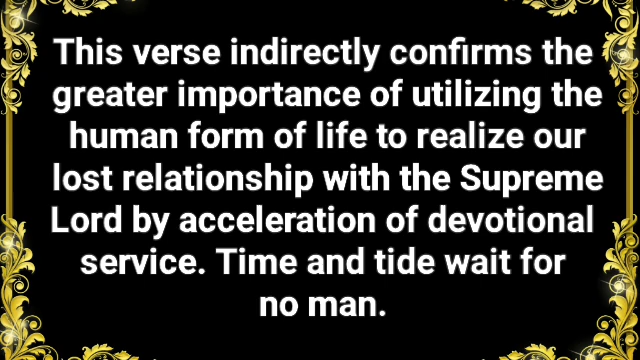 This verse indirectly confirms the
greater importance of utilizing the
human form of life to realize our
lost relationship with the Supreme
Lord by acceleration of devotional
service. Time and tide wait for
no man.